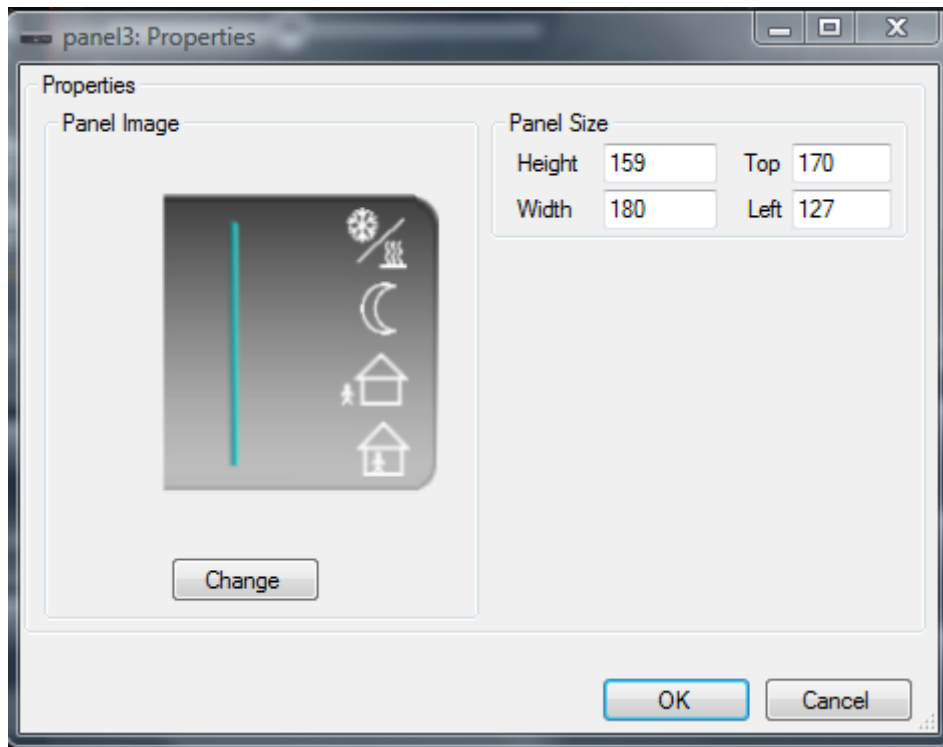 panel3: Properties
Properties
Panel Image
Panel Size
Height 159 Top 170
Width 180 Left 127
Change
OK Cancel